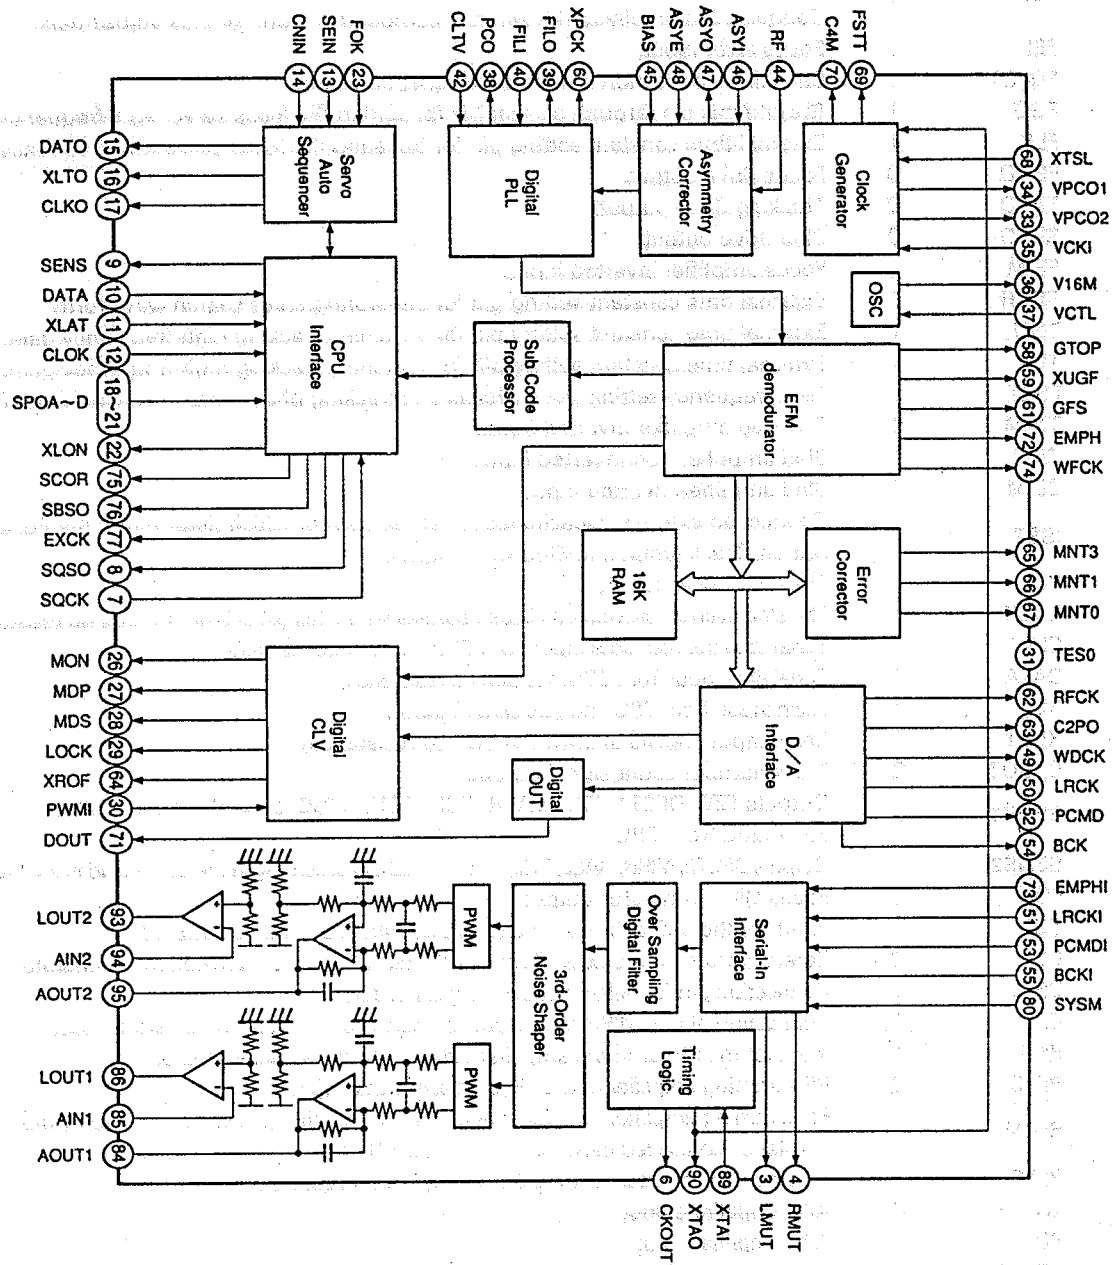 CNIN
SEIN
FOK
CLTV
PCO
FILI
FILO
XPCK
BIAS
ASYE
ASYO
ASYI
RF
C4M
FSTT
14
13
23
42
38
40
39
60
45
48
47
46
44
70
69
DATO 15
XLTO 16
CLKO 17
SENS 9
DATA 10
XLAT 11
CLOK 12
SPOA~D 18~21
XLON 22
SCOR 75
SBSO 76
EXCK 77
SQSO 8
SQCK 7
MON 26
MDP 27
MDS 28
LOCK 29
XROF 64
PWMI 30
DOUT 71
LOUT2 93
AIN2 94
AOUT2 95
LOUT1 86
AIN1 85
AOUT1 84
Servo
Auto
Sequencer
Digital
PLL
Asymmetry
Corrector
Clock
Generator
OSC
CPU
Interface
Sub Code
Processor
EFM
demodurator
16K
RAM
Error
Corrector
Digital
CLV
D/A
Interface
Digital
OUT
PWM
PWM
3rd-Order
Noise Shaper
Over Sampling
Digital Filter
Serial-In
Interface
Timing
Logic
+
-
+
-
+
-
+
-
68 XTSL
34 VPCO1
33 VPCO2
35 VCKI
36 V16M
37 VCTL
58 GTOP
59 XUGF
61 GFS
72 EMPH
74 WFCK
65 MNT3
66 MNT1
67 MNT0
31 TES0
62 RFCK
63 C2PO
49 WDCK
50 LRCK
52 PCMD
54 BCK
73 EMPHI
51 LRCKI
53 PCMDI
55 BCKI
80 SYSM
6
90
89
3
4
CKOUT
XTAO
XTAI
LMUT
RMUT